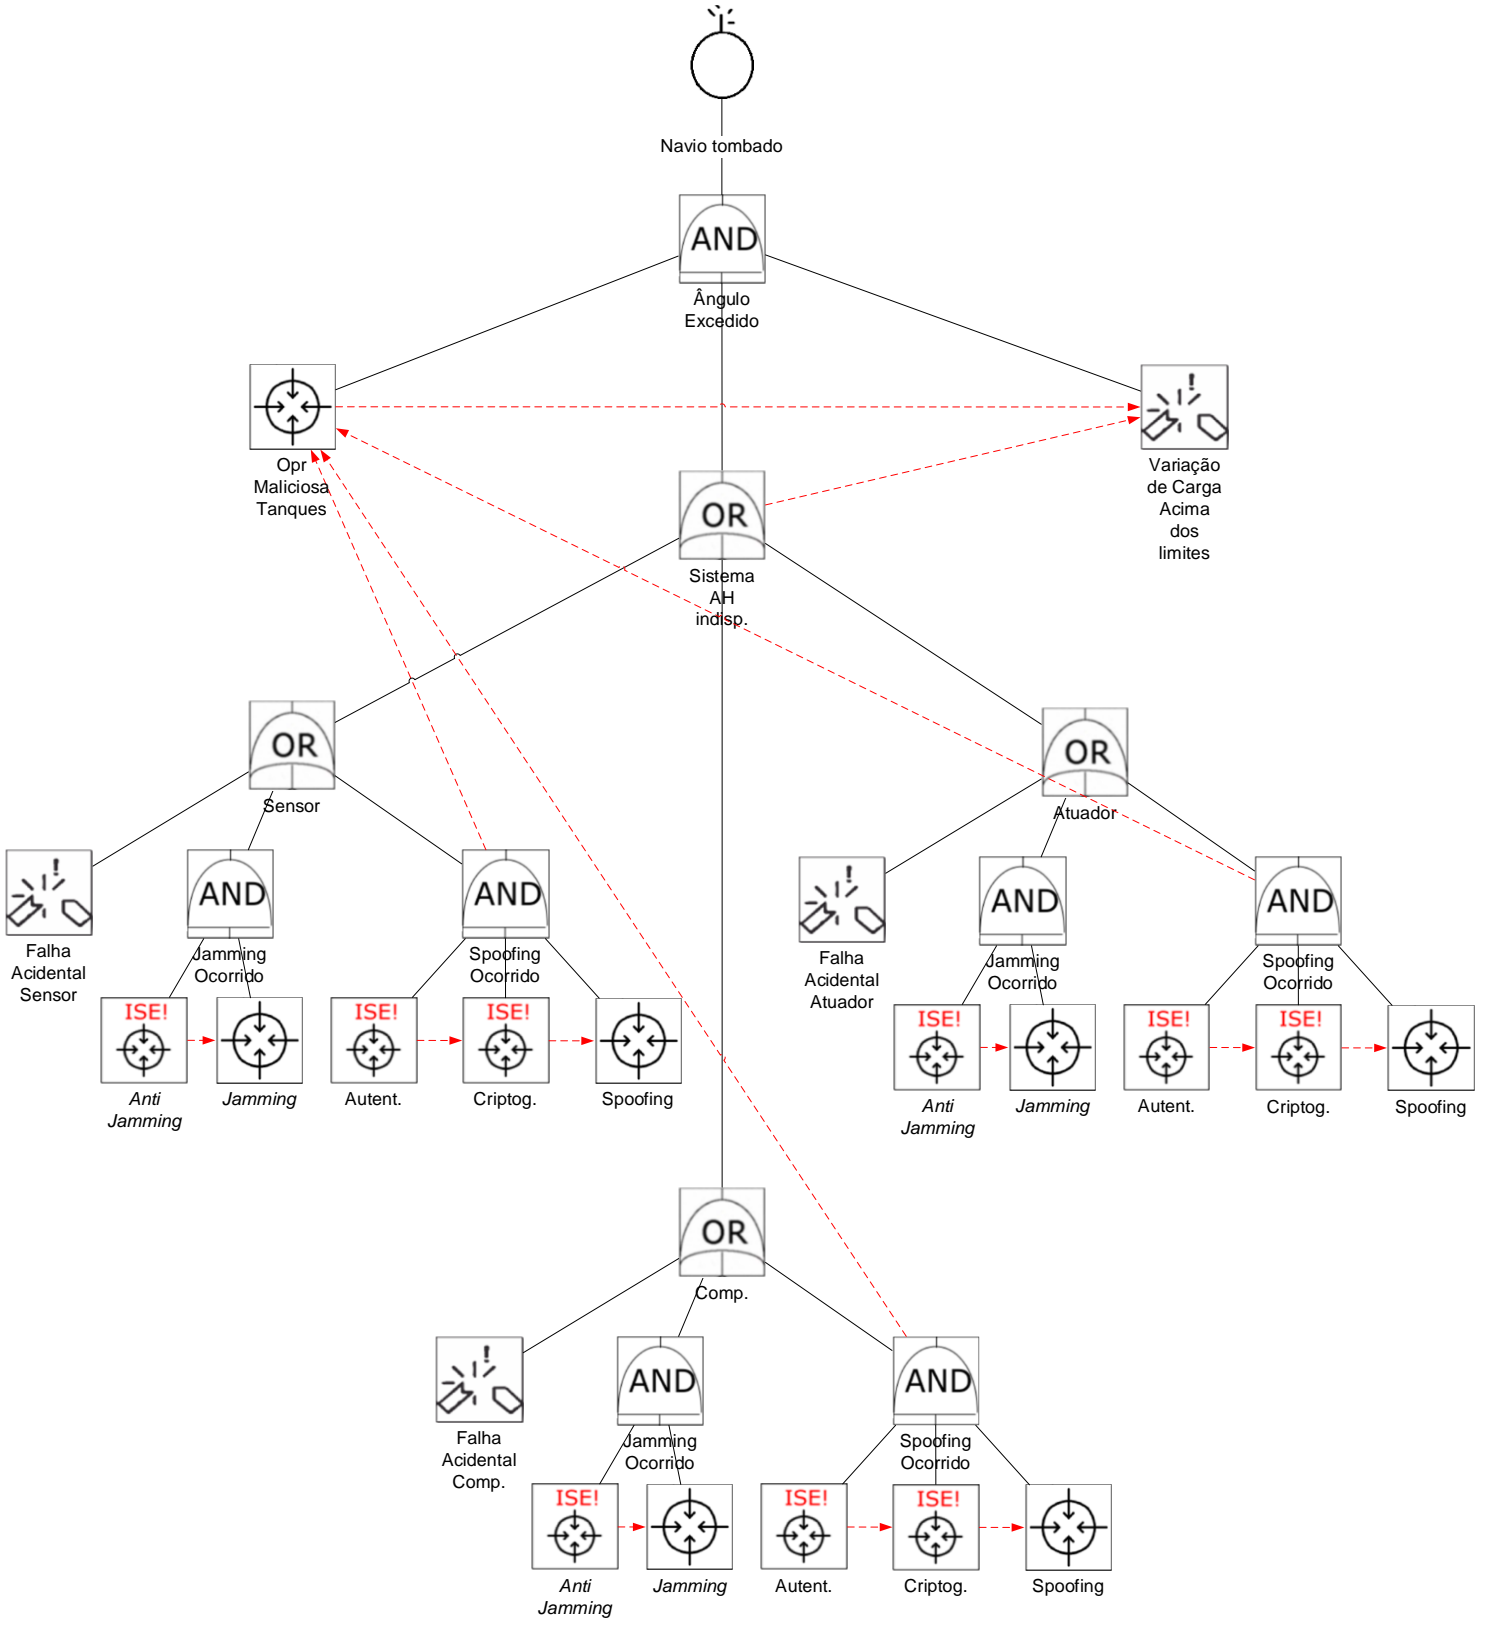 Navio tombado
AND
Ângulo
Excedido
Opr
Maliciosa
Tanques
Variação
de Carga
Acima
dos
limites
OR
Sistema
AH
indisp.
OR
Sensor
OR
Atuador
Falha
Acidental
Sensor
AND
Jamming
Ocorrido
AND
Spoofing
Ocorrido
Falha
Acidental
Atuador
AND
Jamming
Ocorrido
AND
Spoofing
Ocorrido
ISE!
Anti
Jamming
Jamming
ISE!
Autent.
ISE!
Criptog.
Spoofing
ISE!
Anti
Jamming
Jamming
ISE!
Autent.
ISE!
Criptog.
Spoofing
OR
Comp.
Falha
Acidental
Comp.
AND
Jamming
Ocorrido
AND
Spoofing
Ocorrido
ISE!
Anti
Jamming
Jamming
ISE!
Autent.
ISE!
Criptog.
Spoofing